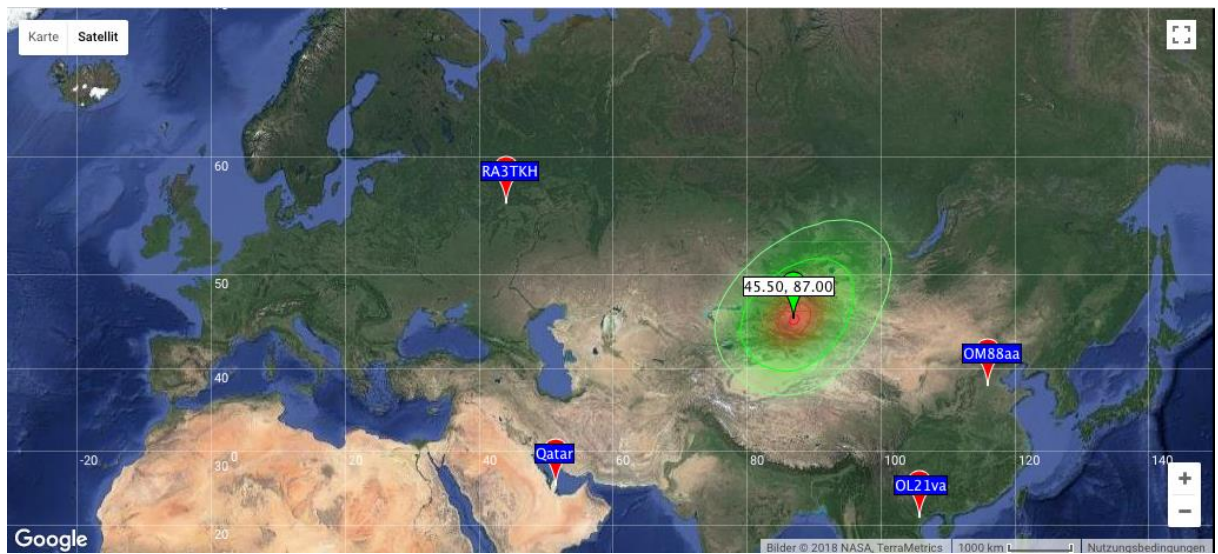 Karte Satellit
60
RA3TKH
50
45.50, 87.00
OM88aa
40
Qatar
-20
0
30
20
40
60
80
100
120
140
OL21va
+
−
20
Google
Bilder © 2018 NASA, TerraMetrics 1000 km Nutzungsbedingungen